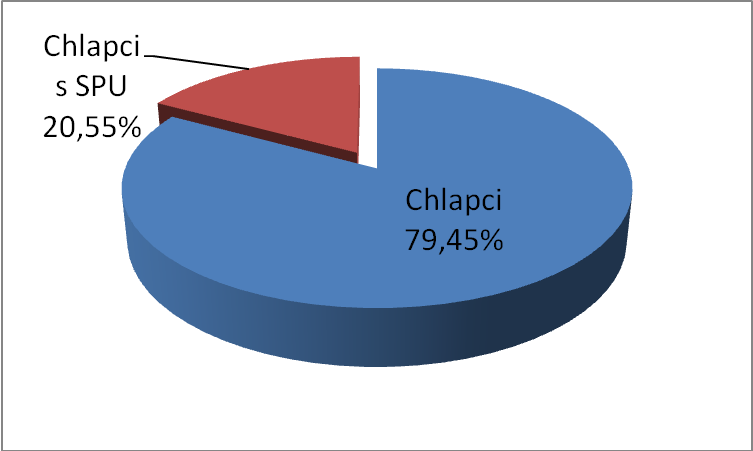 Chlapci
s SPU
20,55%
Chlapci
79,45%